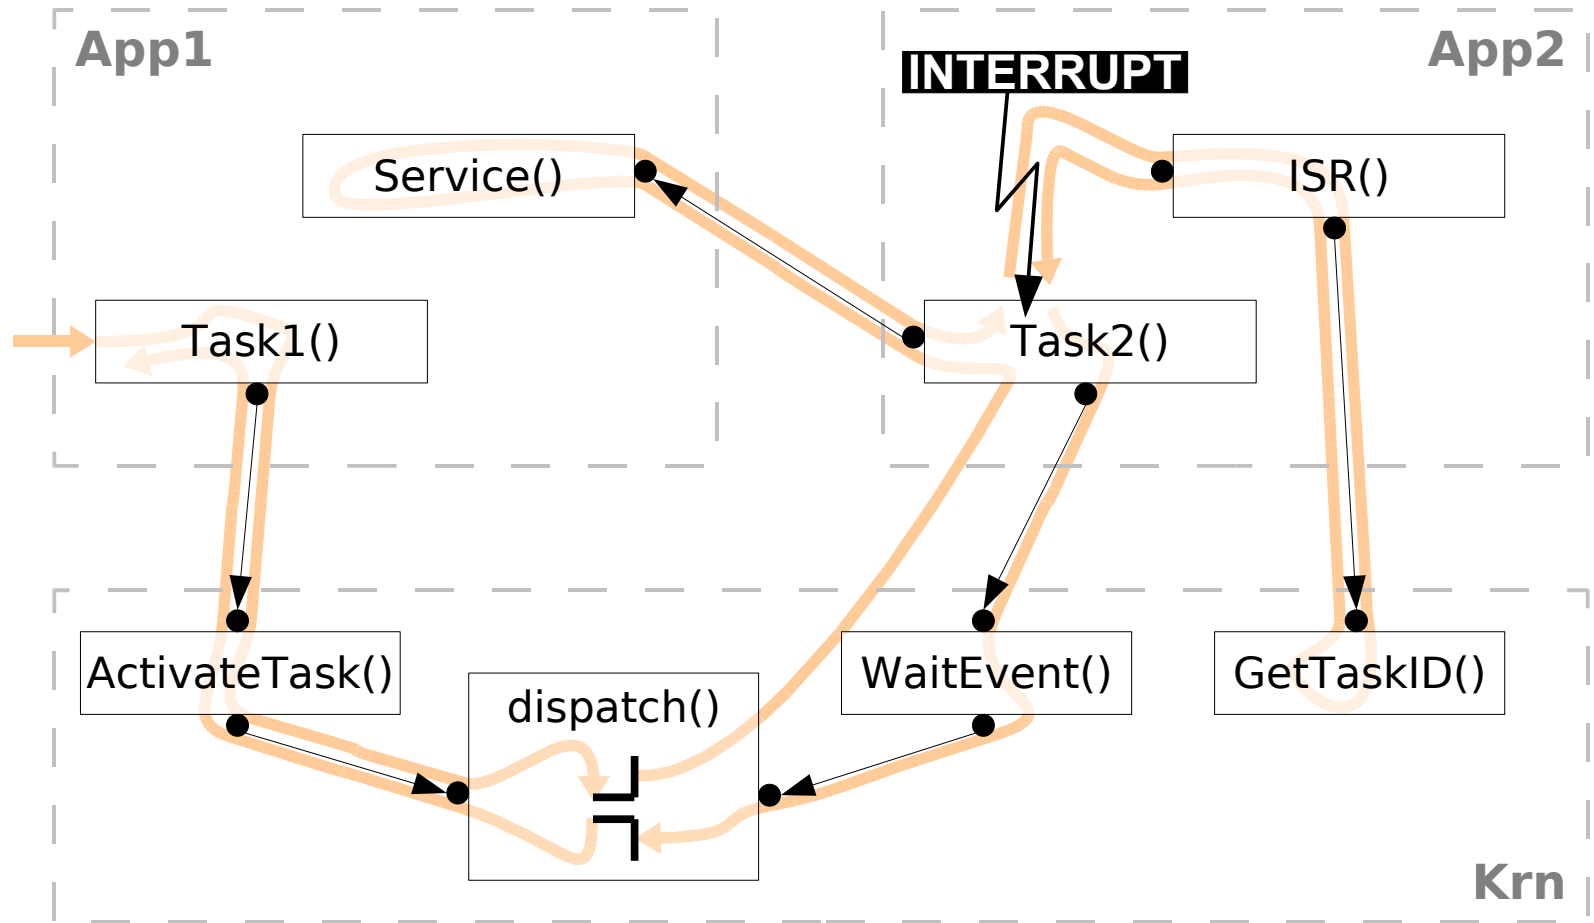 App1
App2
INTERRUPT
Service()
ISR()
Task1()
Task2()
ActivateTask()
dispatch()
WaitEvent()
GetTaskID()
Krn